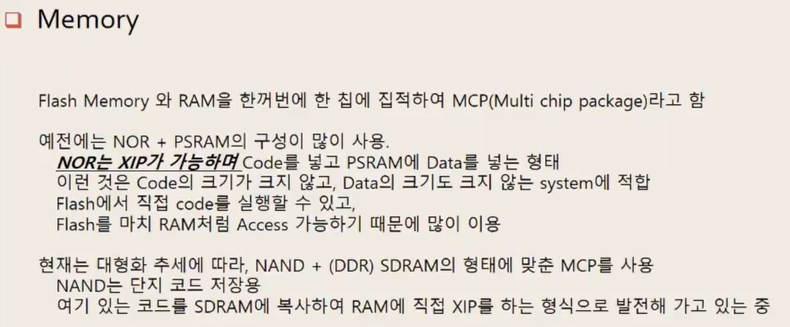 Memory
Flash Memory 와 RAM을 한꺼번에 한 칩에 집적하여 MCP(Multi chip package)라고 함
예전에는 NOR + PSRAM의 구성이 많이 사용.
NOR는 XIP가 가능하며 Code를 넣고 PSRAM에 Data를 넣는 형태
이런 것은 Code의 크기가 크지 않고, Data의 크기도 크지 않는 system에 적합
Flash에서 직접 code를 실행할 수 있고,
Flash를 마치 RAM처럼 Access 가능하기 때문에 많이 이용
현재는 대형화 추세에 따라, NAND + (DDR) SDRAM의 형태에 맞춘 MCP를 사용
NAND는 단지 코드 저장용
여기 있는 코드를 SDRAM에 복사하여 RAM에 직접 XIP를 하는 형식으로 발전해 가고 있는 중